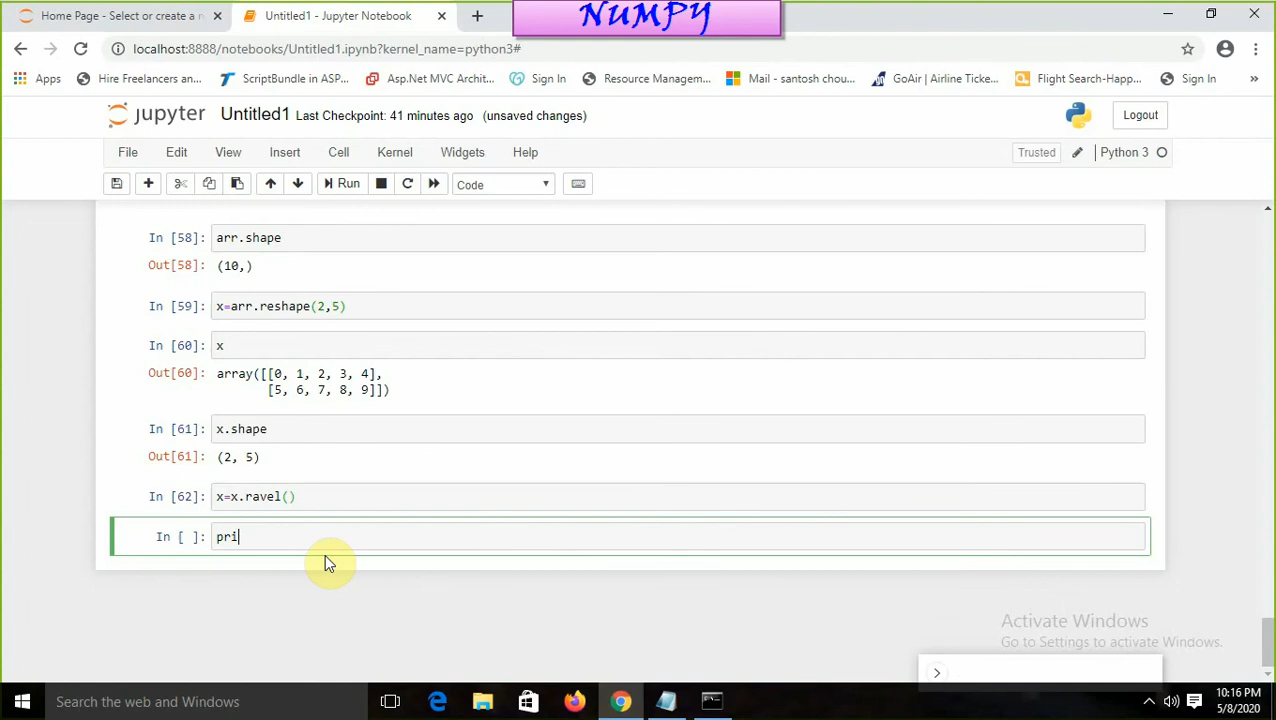 NUMPY
Home Page - Select or create a n
Untitled1 - Jupyter Notebook
localhost:8888/notebooks/Untitled1.ipynb?kernel_name=python3#
Apps
Hire Freelancers an...
ScriptBundle in ASP...
Asp.Net MVC Archit...
Sign In
Resource Managem...
Mail - santosh chou...
GoAir | Airline Ticke...
Flight Search-Happ...
Sign In
»
jupyter Untitled1 Last Checkpoint: 41 minutes ago (unsaved changes)
Logout
File Edit View Insert Cell Kernel Widgets Help
Trusted
Python 3
Run
Code
In [58]: arr.shape
Out[58]: (10,)
In [59]: x=arr.reshape(2,5)
In [60]: x
Out[60]: array([[0, 1, 2, 3, 4],
[5, 6, 7, 8, 9]])
In [61]: x.shape
Out[61]: (2, 5)
In [62]: x=x.ravel()
In [ ]: pri
Activate Windows
Go to Settings to activate Windows.
Search the web and Windows
10:16 PM
5/8/2020